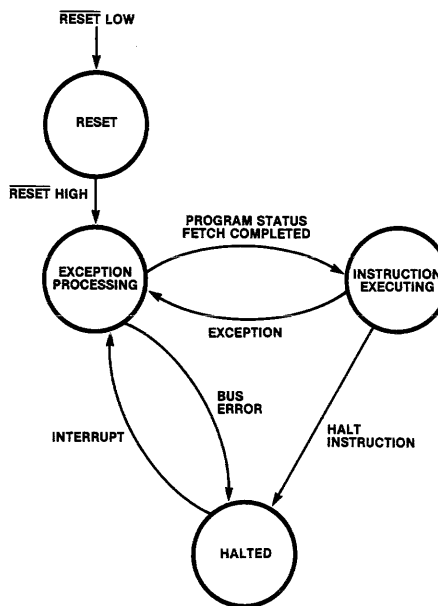 RESET LOW
RESET
RESET HIGH
PROGRAM STATUS
FETCH COMPLETED
EXCEPTION
PROCESSING
INSTRUCTION
EXECUTING
EXCEPTION
BUS
ERROR
INTERRUPT
HALT
INSTRUCTION
HALTED